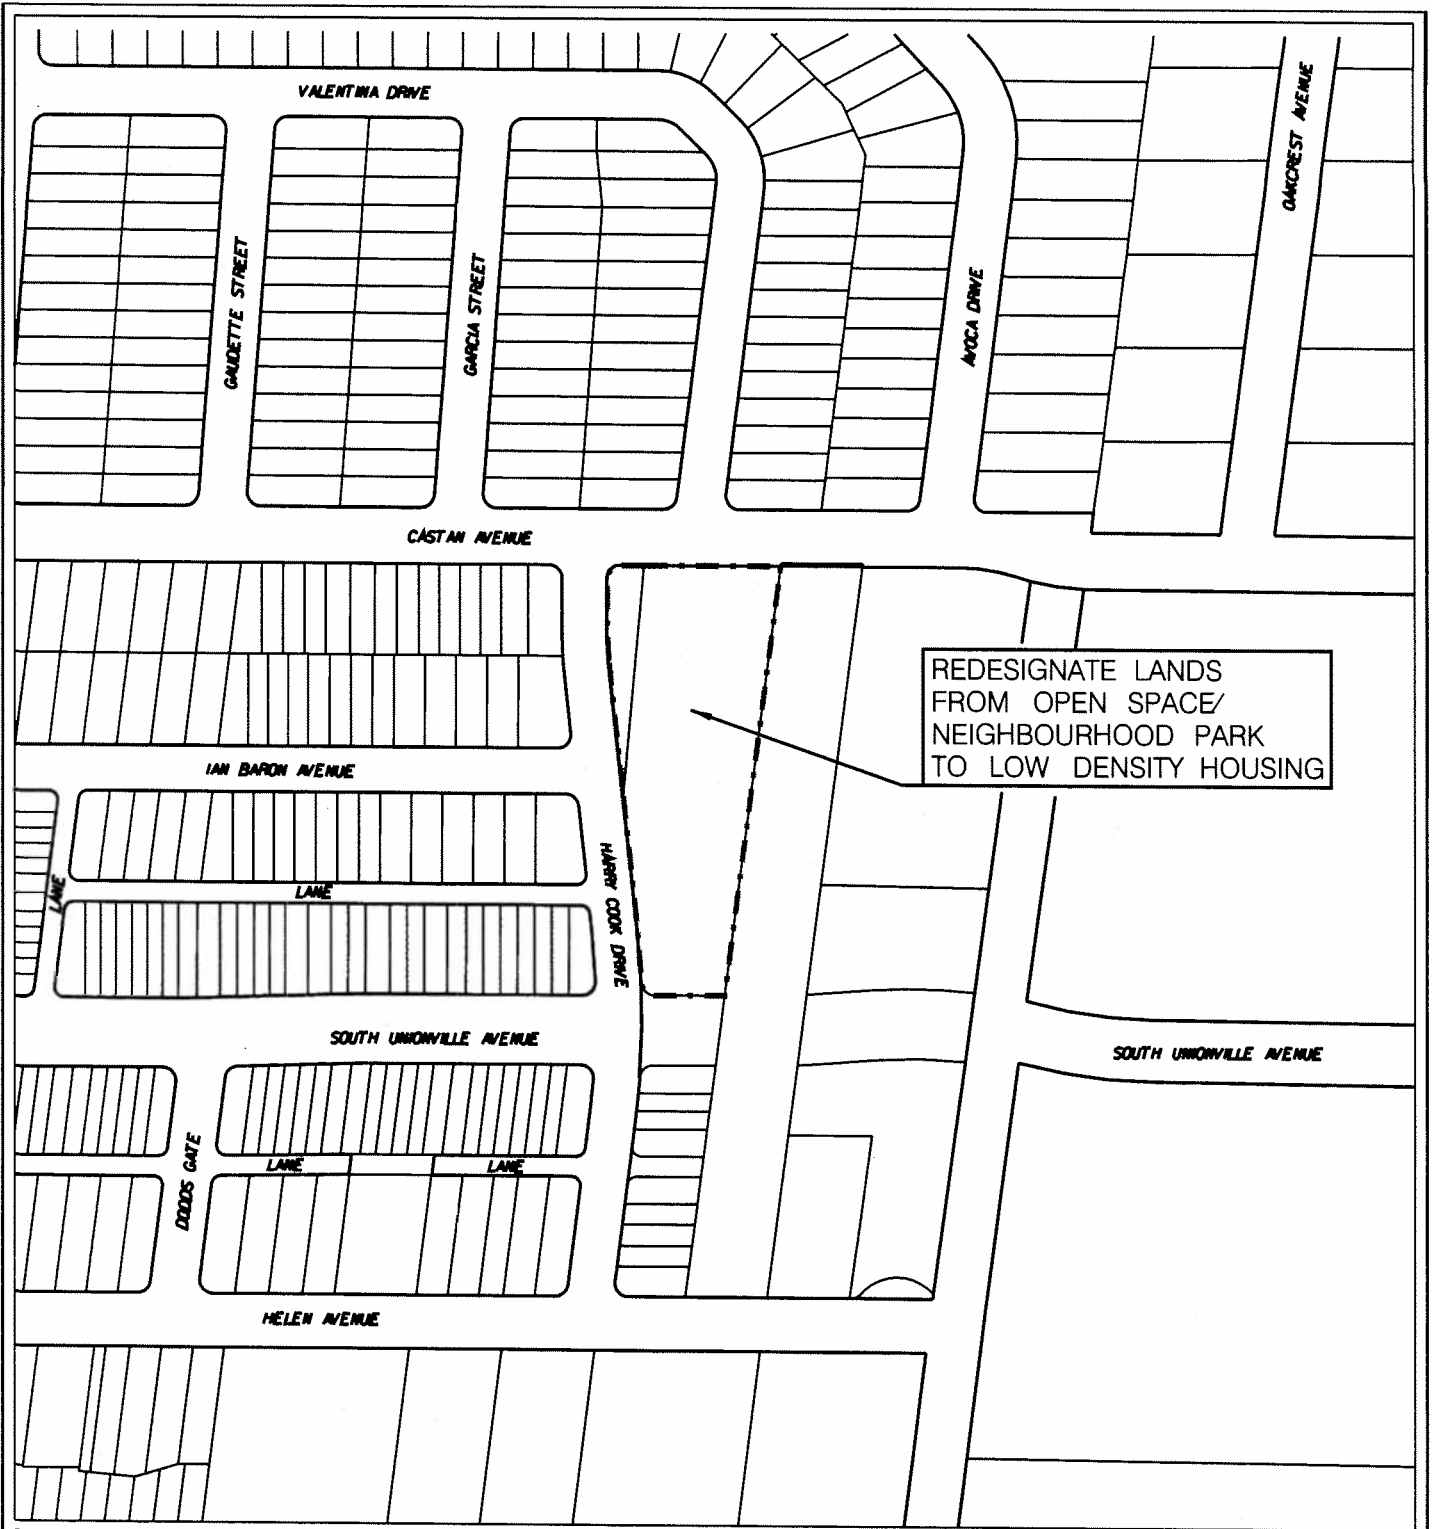 VALENTINA DRIVE
OAKCREST AVENUE
GAUDETTE STREET
GARCIA STREET
AVOCA DRIVE
CASTAN AVENUE
REDESIGNATE LANDS
FROM OPEN SPACE/
NEIGHBOURHOOD PARK
TO LOW DENSITY HOUSING
IAN BARON AVENUE
HARRY COOK DRIVE
LANE
LANE
SOUTH UNIONVILLE AVENUE
SOUTH UNIONVILLE AVENUE
DODDS GATE
LANE
LANE
HELEN AVENUE